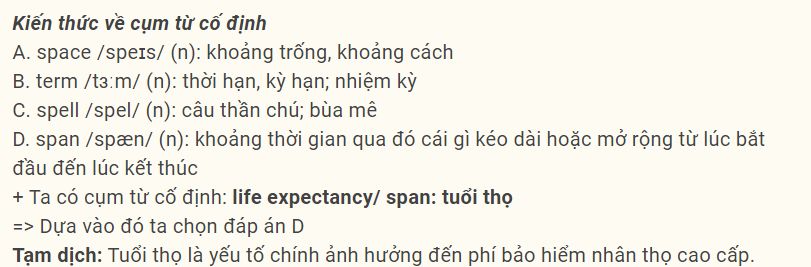 Kiến thức về cụm từ cố định
A. space /speɪs/ (n): khoảng trống, khoảng cách
B. term /tɜːm/ (n): thời hạn, kỳ hạn; nhiệm kỳ
C. spell /spel/ (n): câu thần chú; bùa mê
D. span /spæn/ (n): khoảng thời gian qua đó cái gì kéo dài hoặc mở rộng từ lúc bắt
đầu đến lúc kết thúc
+ Ta có cụm từ cố định: life expectancy/ span: tuổi thọ
=> Dựa vào đó ta chọn đáp án D
Tạm dịch: Tuổi thọ là yếu tố chính ảnh hưởng đến phí bảo hiểm nhân thọ cao cấp.